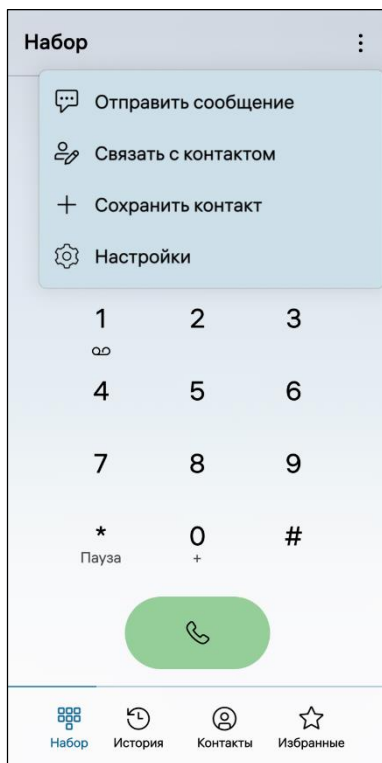 Набор
Отправить сообщение
Связать с контактом
Сохранить контакт
Настройки
1 2 3
4 5 6
7 8 9
* 0 #
Пауза +
Набор История Контакты Избранные